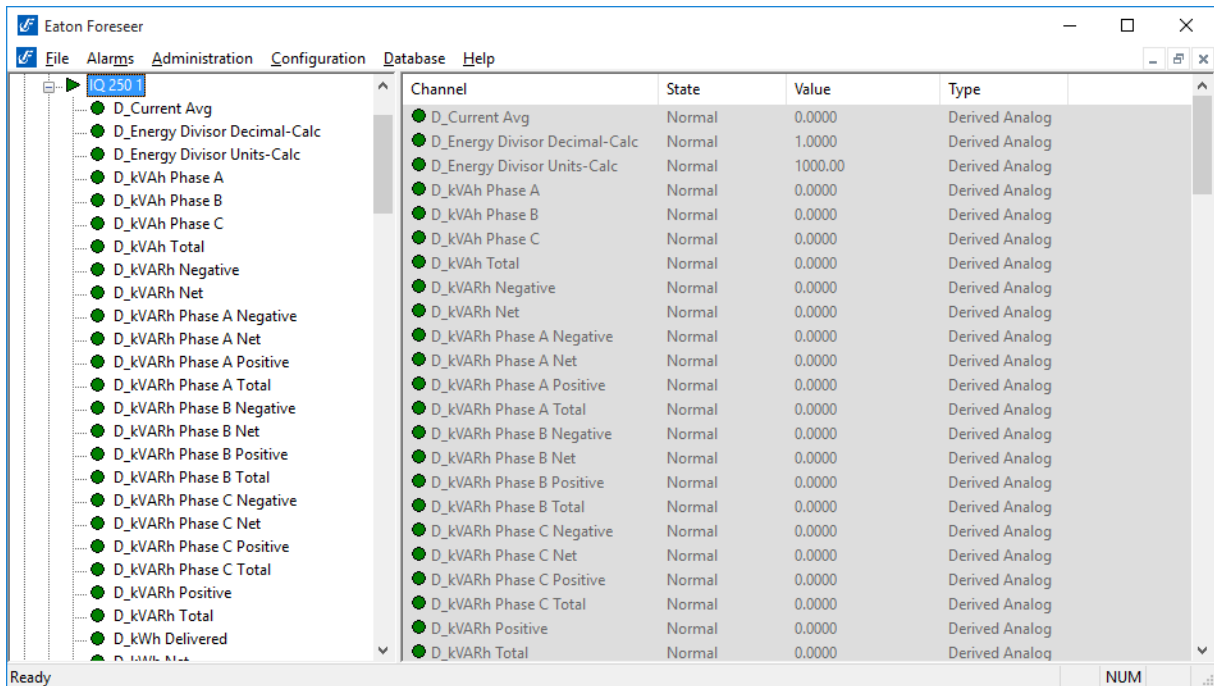 Eaton Foreseer
File Alarms Administration Configuration Database Help
IQ 250 1
D_Current Avg
D_Energy Divisor Decimal-Calc
D_Energy Divisor Units-Calc
D_kVAh Phase A
D_kVAh Phase B
D_kVAh Phase C
D_kVAh Total
D_kVARh Negative
D_kVARh Net
D_kVARh Phase A Negative
D_kVARh Phase A Net
D_kVARh Phase A Positive
D_kVARh Phase A Total
D_kVARh Phase B Negative
D_kVARh Phase B Net
D_kVARh Phase B Positive
D_kVARh Phase B Total
D_kVARh Phase C Negative
D_kVARh Phase C Net
D_kVARh Phase C Positive
D_kVARh Phase C Total
D_kVARh Positive
D_kVARh Total
D_kWh Delivered
D_kWh Net
Channel State Value Type
D_Current Avg Normal 0.0000 Derived Analog
D_Energy Divisor Decimal-Calc Normal 1.0000 Derived Analog
D_Energy Divisor Units-Calc Normal 1000.00 Derived Analog
D_kVAh Phase A Normal 0.0000 Derived Analog
D_kVAh Phase B Normal 0.0000 Derived Analog
D_kVAh Phase C Normal 0.0000 Derived Analog
D_kVAh Total Normal 0.0000 Derived Analog
D_kVARh Negative Normal 0.0000 Derived Analog
D_kVARh Net Normal 0.0000 Derived Analog
D_kVARh Phase A Negative Normal 0.0000 Derived Analog
D_kVARh Phase A Net Normal 0.0000 Derived Analog
D_kVARh Phase A Positive Normal 0.0000 Derived Analog
D_kVARh Phase A Total Normal 0.0000 Derived Analog
D_kVARh Phase B Negative Normal 0.0000 Derived Analog
D_kVARh Phase B Net Normal 0.0000 Derived Analog
D_kVARh Phase B Positive Normal 0.0000 Derived Analog
D_kVARh Phase B Total Normal 0.0000 Derived Analog
D_kVARh Phase C Negative Normal 0.0000 Derived Analog
D_kVARh Phase C Net Normal 0.0000 Derived Analog
D_kVARh Phase C Positive Normal 0.0000 Derived Analog
D_kVARh Phase C Total Normal 0.0000 Derived Analog
D_kVARh Positive Normal 0.0000 Derived Analog
D_kVARh Total Normal 0.0000 Derived Analog
Ready NUM